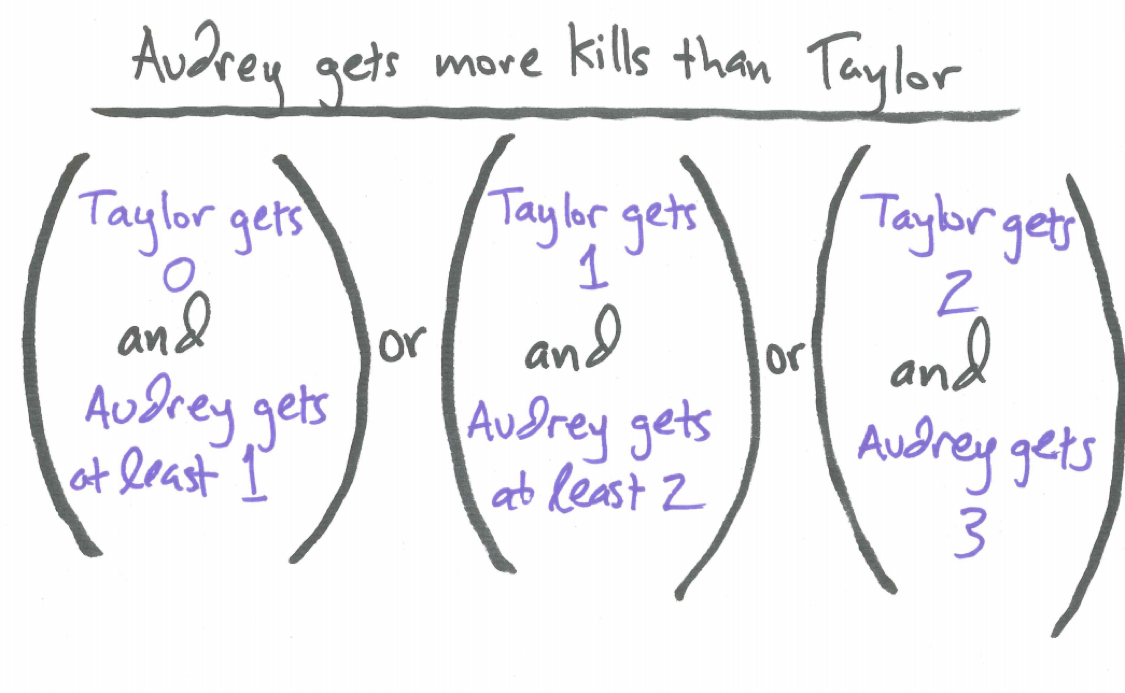 Audrey gets more kills than Taylor
Taylor gets
0
and
Audrey gets
at least 1
or
Taylor gets
1
and
Audrey gets
at least 2
or
Taylor gets
2
and
Audrey gets
3